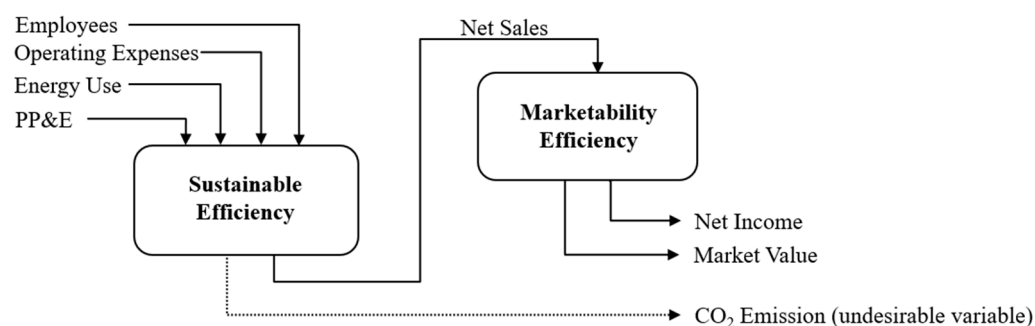 Employees
Net Sales
Operating Expenses
Energy Use
PP&E
Marketability
Efficiency
Sustainable
Efficiency
Net Income
Market Value
CO₂ Emission (undesirable variable)